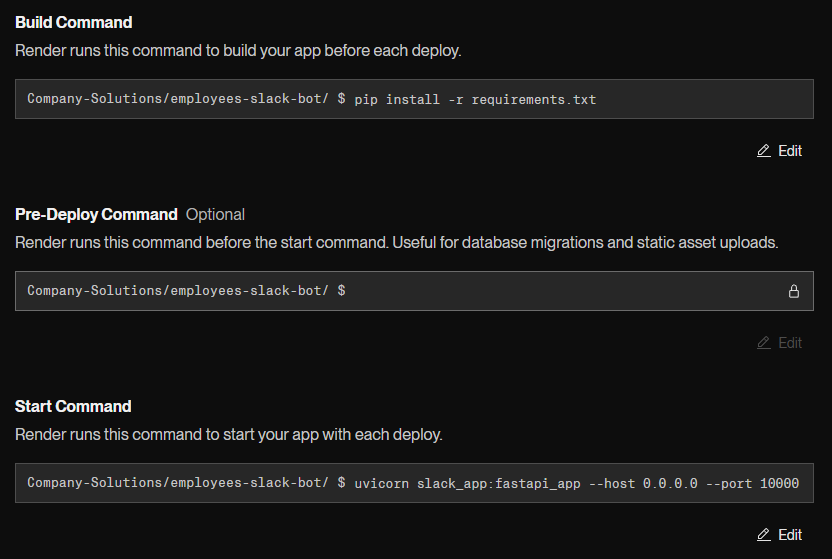 Build Command
Render runs this command to build your app before each deploy.
Company-Solutions/employees-slack-bot/ $ pip install -r requirements.txt
Edit
Pre-Deploy Command Optional
Render runs this command before the start command. Useful for database migrations and static asset uploads.
Company-Solutions/employees-slack-bot/ $
Edit
Start Command
Render runs this command to start your app with each deploy.
Company-Solutions/employees-slack-bot/ $ uvicorn slack_app:fastapi_app --host 0.0.0.0 --port 10000
Edit